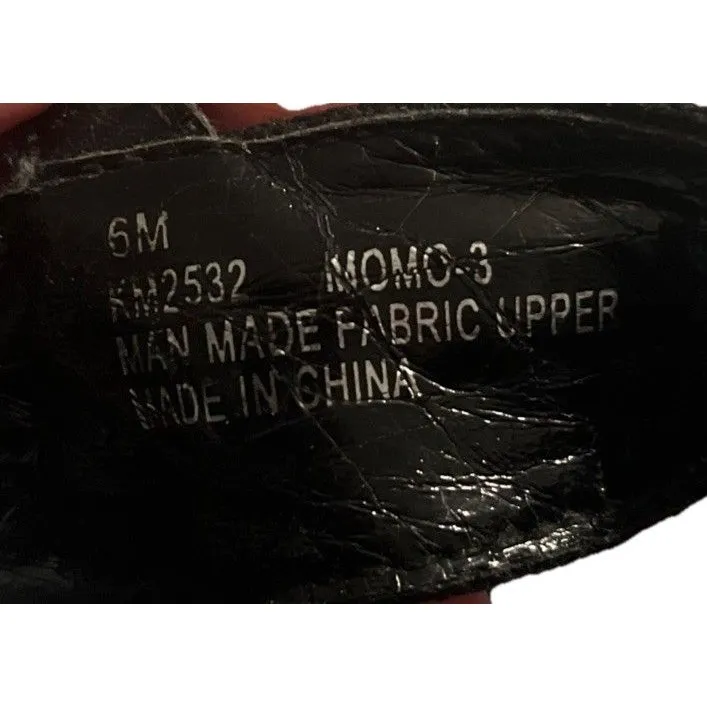 6M
KM2532 MOMO-3
MAN MADE FABRIC UPPER
MADE IN CHINA